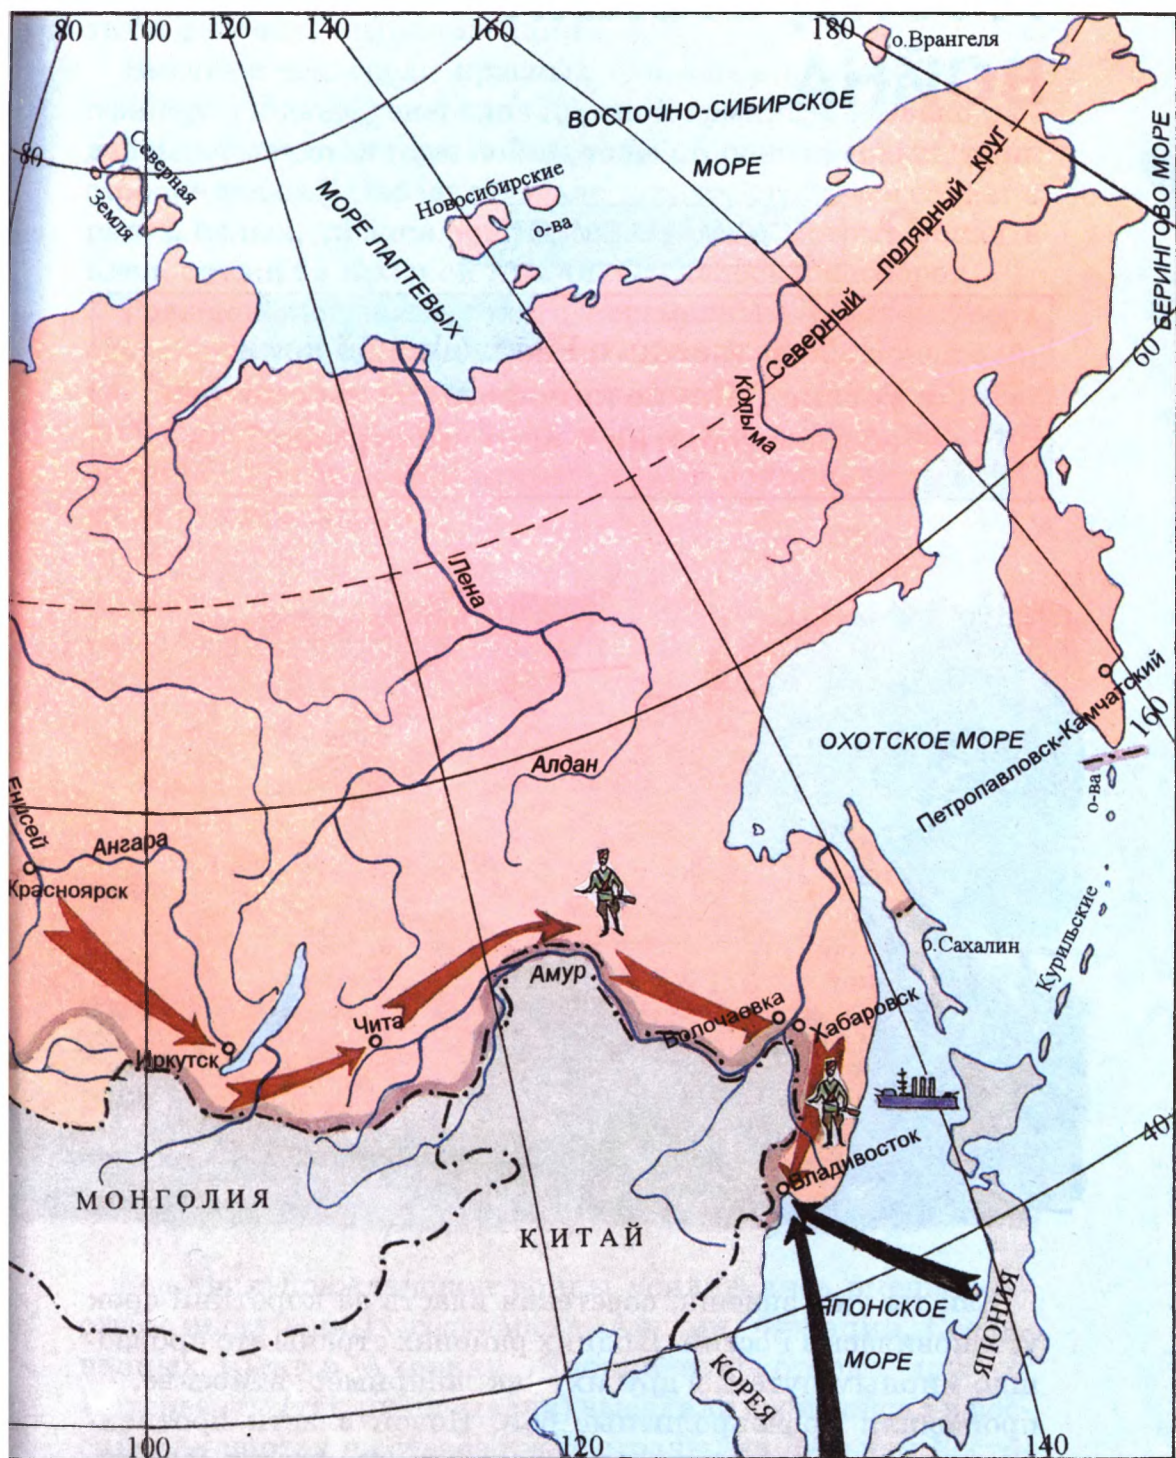 80 100 120 140 160 180
о.Врангеля
ВОСТОЧНО-СИБИРСКОЕ
МОРЕ
80
Северная
Земля
МОРЕ ЛАПТЕВЫХ
Новосибирские
о-ва
Северный полярный круг
БЕРИНГОВО МОРЕ
60
Колыма
Лена
Алдан
ОХОТСКОЕ МОРЕ
Петропавловск-Камчатский
160
о-ва
Курильские
Енисей
Ангара
Красноярск
Амур
б.Сахалин
Чита
Иркутск
Волочаевка
Хабаровск
Владивосток
40
МОНГОЛИЯ
КИТАЙ
ЯПОНСКОЕ
МОРЕ
ЯПОНИЯ
КОРЕЯ
100 120 140